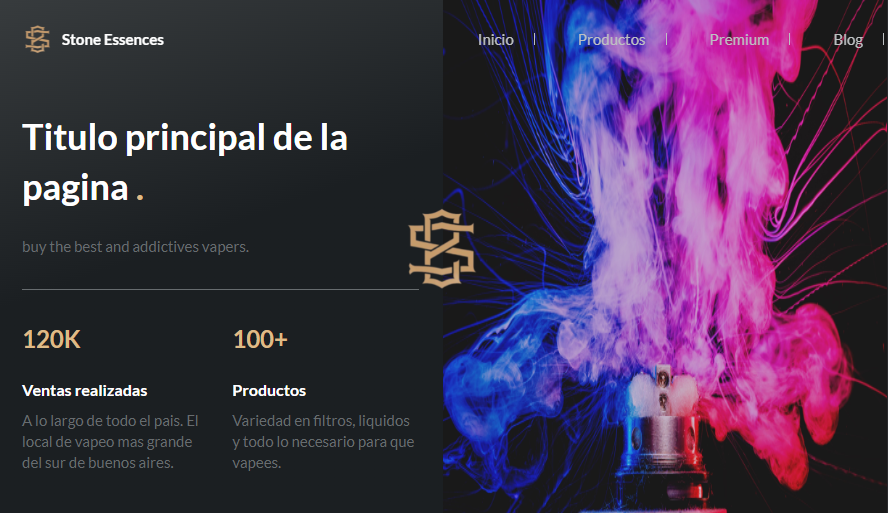 Stone Essences
Inicio
Productos
Premium
Blog
Titulo principal de la
pagina .
buy the best and addictives vapers.
120K
100+
Ventas realizadas
Productos
A lo largo de todo el pais. El
local de vapeo mas grande
del sur de buenos aires.
Variedad en filtros, liquidos
y todo lo necesario para que
vapees.